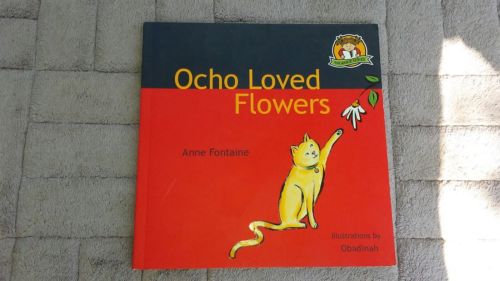 Ocho Loved
Flowers
Anne Fontaine
illustrations by
Obadinah